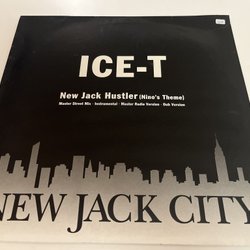 ICE-T
New Jack Hustler (Nino's Theme)
Master Street Mix · Instrumental · Master Radio Version · Dub Version
NEW JACK CITY